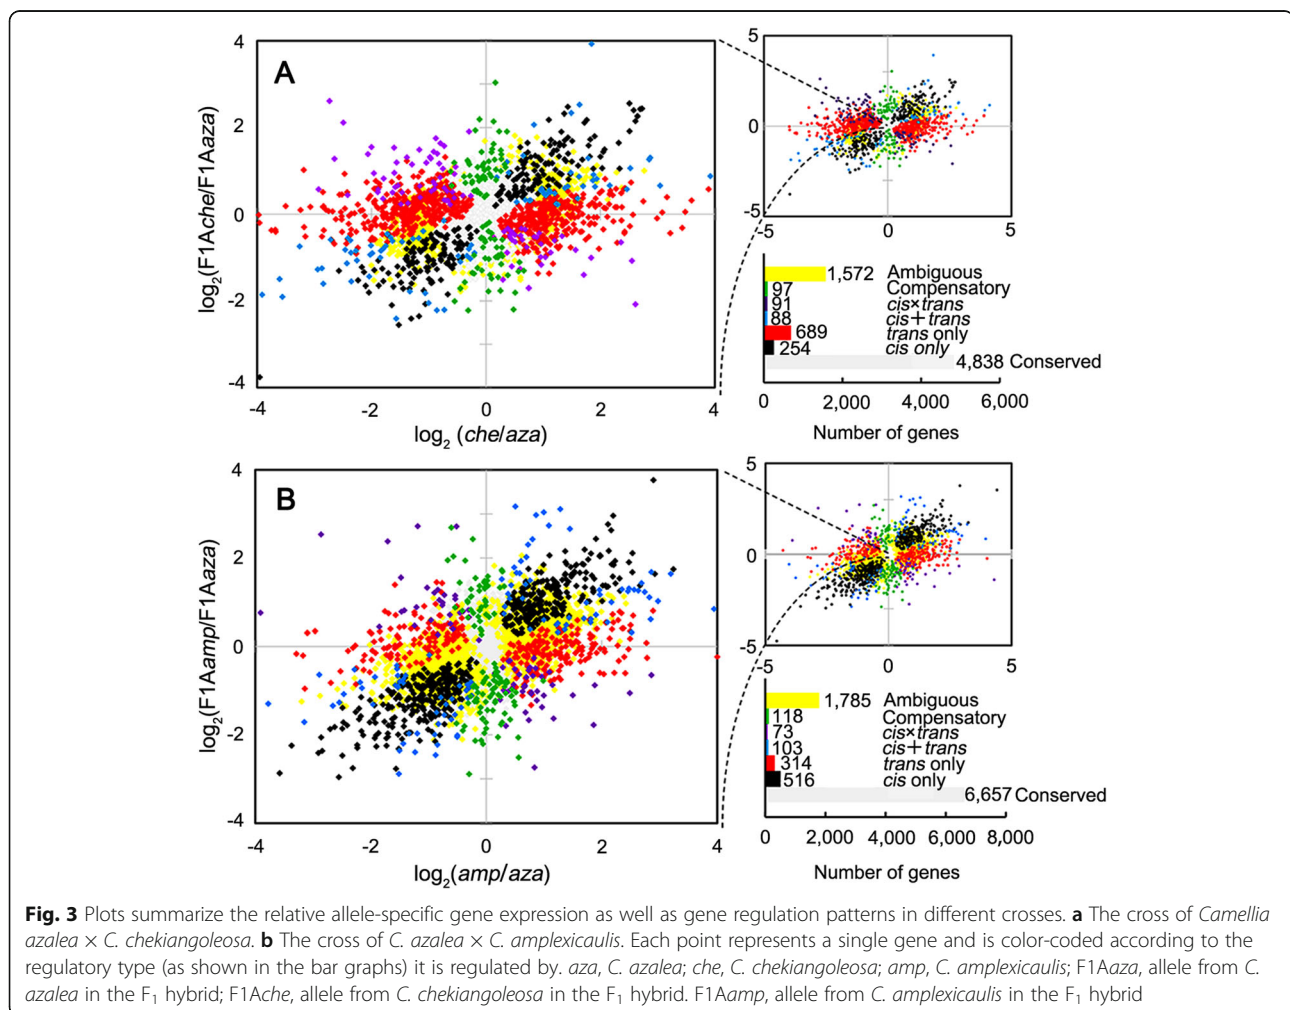 A
log2(F1Ache/F1Aaza)
4
2
0
-2
-4
-4
-2
0
2
4
log2 (che/aza)
5
0
-5
-5
0
5
1,572 Ambiguous
97 Compensatory
91 cis×trans
88 cis+trans
689 trans only
254 cis only
4,838 Conserved
0
2,000
4,000
6,000
Number of genes
B
log2(F1Aamp/F1Aaza)
4
2
0
-2
-4
-4
-2
0
2
4
log2(amp/aza)
5
0
-5
-5
0
5
1,785 Ambiguous
118 Compensatory
73 cis×trans
103 cis+trans
314 trans only
516 cis only
6,657 Conserved
0
2,000
4,000
6,000
8,000
Number of genes
Fig. 3 Plots summarize the relative allele-specific gene expression as well as gene regulation patterns in different crosses. a The cross of Camellia
azalea × C. chekiangoleosa. b The cross of C. azalea × C. amplexicaulis. Each point represents a single gene and is color-coded according to the
regulatory type (as shown in the bar graphs) it is regulated by. aza, C. azalea; che, C. chekiangoleosa; amp, C. amplexicaulis; F1Aaza, allele from C.
azalea in the F1 hybrid; F1Ache, allele from C. chekiangoleosa in the F1 hybrid. F1Aamp, allele from C. amplexicaulis in the F1 hybrid